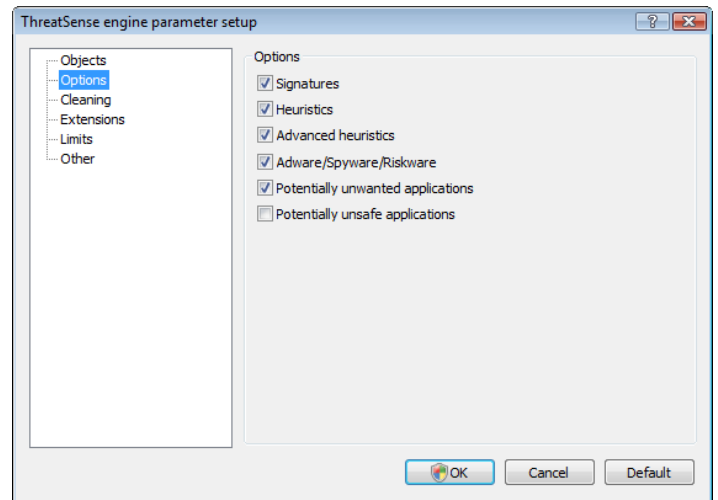 ThreatSense engine parameter setup
Objects
Options
Cleaning
Extensions
Limits
Other
Options
Signatures
Heuristics
Advanced heuristics
Adware/Spyware/Riskware
Potentially unwanted applications
Potentially unsafe applications
OK
Cancel
Default